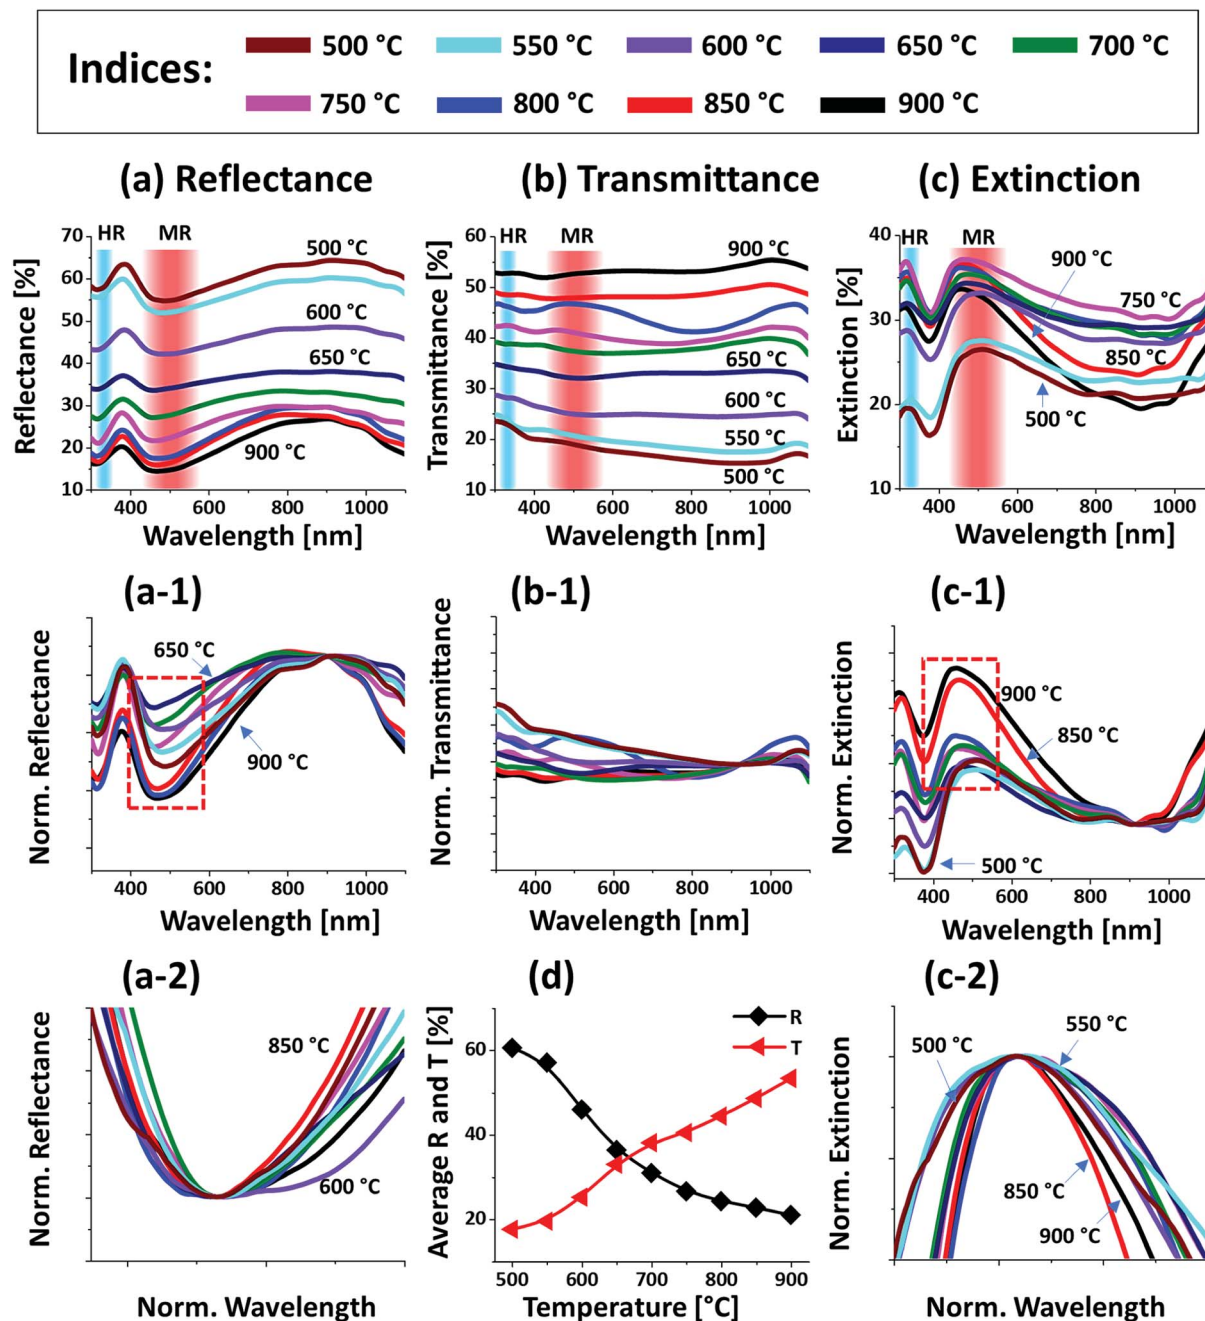 Indices:
500 °C 550 °C 600 °C 650 °C 700 °C
750 °C 800 °C 850 °C 900 °C
(a) Reflectance
HR MR
70
60
50
40
30
20
10
500 °C
600 °C
650 °C
900 °C
Reflectance [%]
400 600 800 1000
Wavelength [nm]
(b) Transmittance
HR MR
60
50
40
30
20
10
900 °C
650 °C
600 °C
550 °C
500 °C
Transmittance [%]
400 600 800 1000
Wavelength [nm]
(c) Extinction
HR MR
40
30
20
10
900 °C
750 °C
850 °C
500 °C
Extinction [%]
400 600 800 1000
Wavelength [nm]
(a-1)
650 °C
900 °C
Norm. Reflectance
400 600 800 1000
Wavelength [nm]
(b-1)
Norm. Transmittance
400 600 800 1000
Wavelength [nm]
(c-1)
900 °C
850 °C
500 °C
Norm. Extinction
400 600 800 1000
Wavelength [nm]
(a-2)
850 °C
600 °C
Norm. Reflectance
Norm. Wavelength
(d)
R
T
60
40
20
Average R and T [%]
500 600 700 800 900
Temperature [°C]
(c-2)
550 °C
500 °C
850 °C
900 °C
Norm. Extinction
Norm. Wavelength